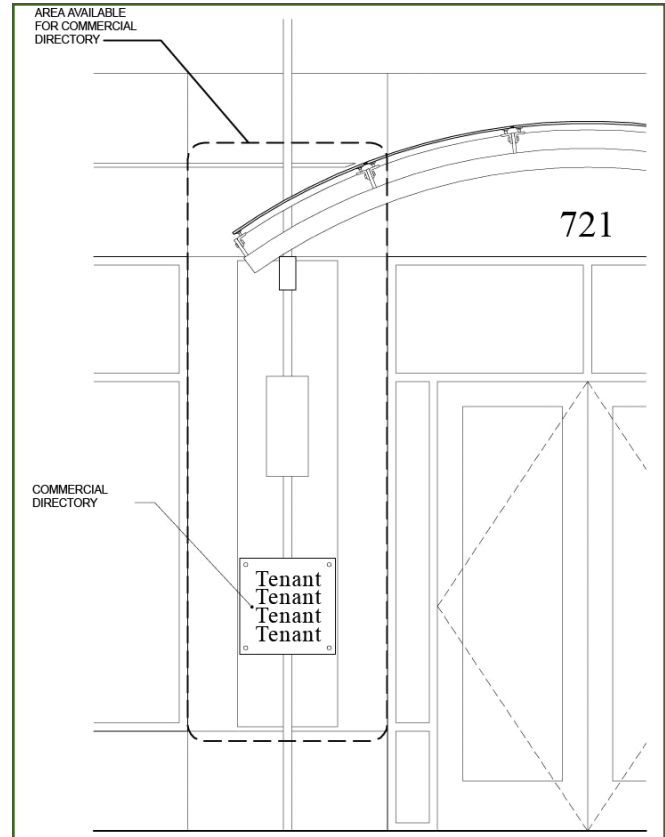 AREA AVAILABLE
FOR COMMERCIAL
DIRECTORY
721
COMMERCIAL
DIRECTORY
Tenant
Tenant
Tenant
Tenant